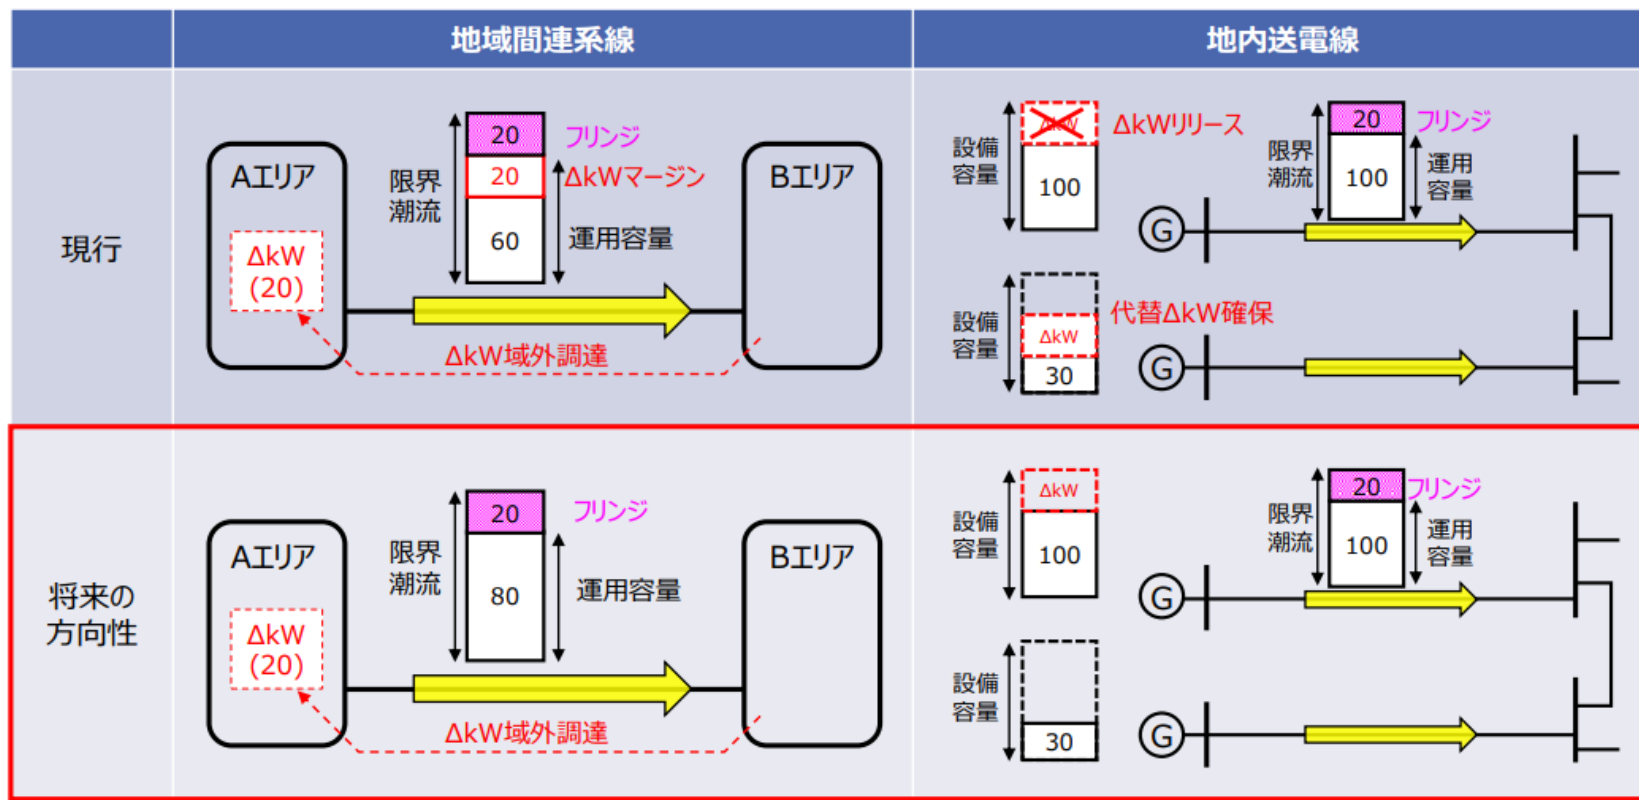 地域間連系線
地内送電線
現行
Aエリア
ΔkW
(20)
限界
潮流
20
フリンジ
20
ΔkWマージン
60
運用容量
Bエリア
ΔkW域外調達
設備
容量
ΔkW
ΔkWリリース
100
限界
潮流
20
フリンジ
100
運用
容量
G
設備
容量
ΔkW
代替ΔkW確保
30
G
将来の
方向性
Aエリア
ΔkW
(20)
限界
潮流
20
フリンジ
80
運用容量
Bエリア
ΔkW域外調達
設備
容量
ΔkW
100
限界
潮流
20
フリンジ
100
運用
容量
G
設備
容量
30
G